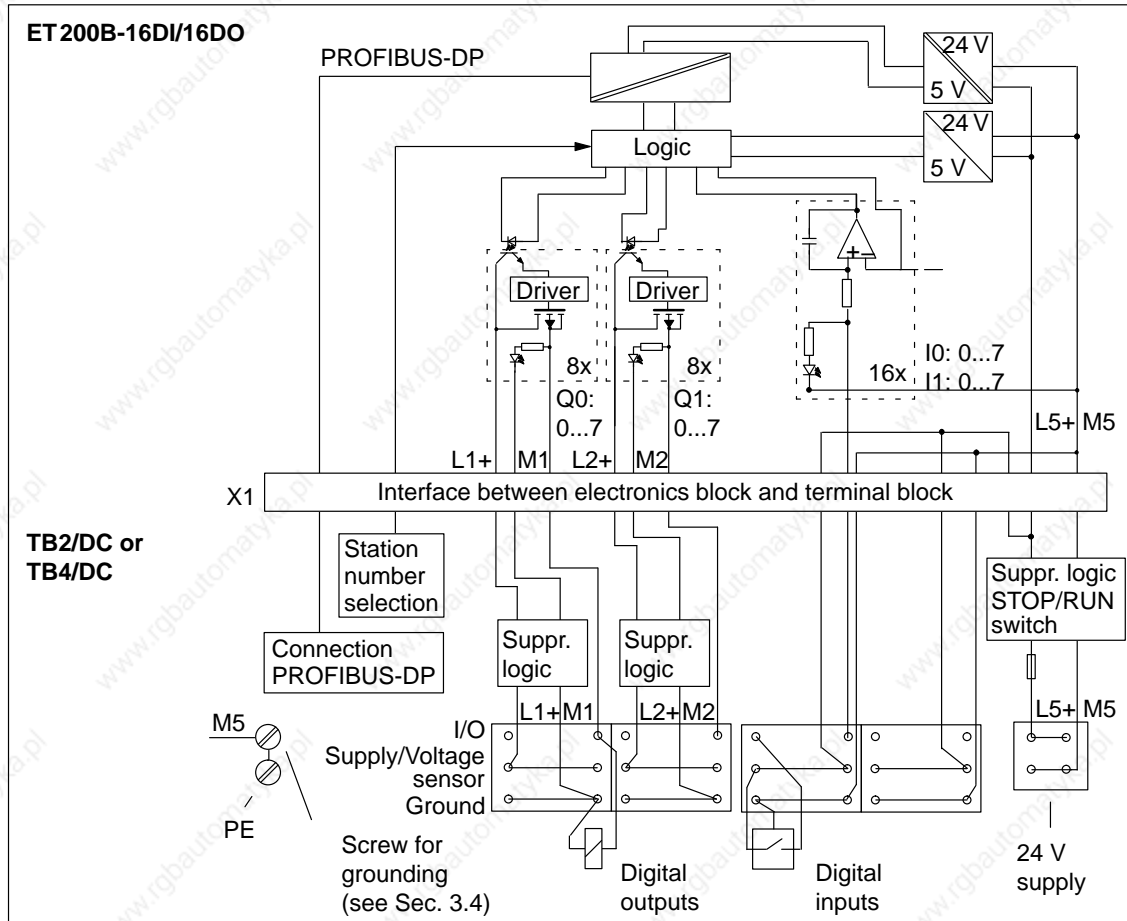 ET 200B-16DI/16DO
PROFIBUS-DP
24 V
5 V
24 V
5 V
Logic
Driver
Driver
8x
8x
16x
I0: 0...7
I1: 0...7
Q0:
0...7
Q1:
0...7
L1+ M1 L2+ M2
L5+ M5
X1
Interface between electronics block and terminal block
TB2/DC or
TB4/DC
Station
number
selection
Connection
PROFIBUS-DP
Suppr.
logic
Suppr.
logic
Suppr. logic
STOP/RUN
switch
L1+ M1
L2+ M2
L5+ M5
M5
PE
I/O
Supply/Voltage
sensor
Ground
Screw for
grounding
(see Sec. 3.4)
Digital
outputs
Digital
inputs
24 V
supply
www.rgbautomatyka.pl